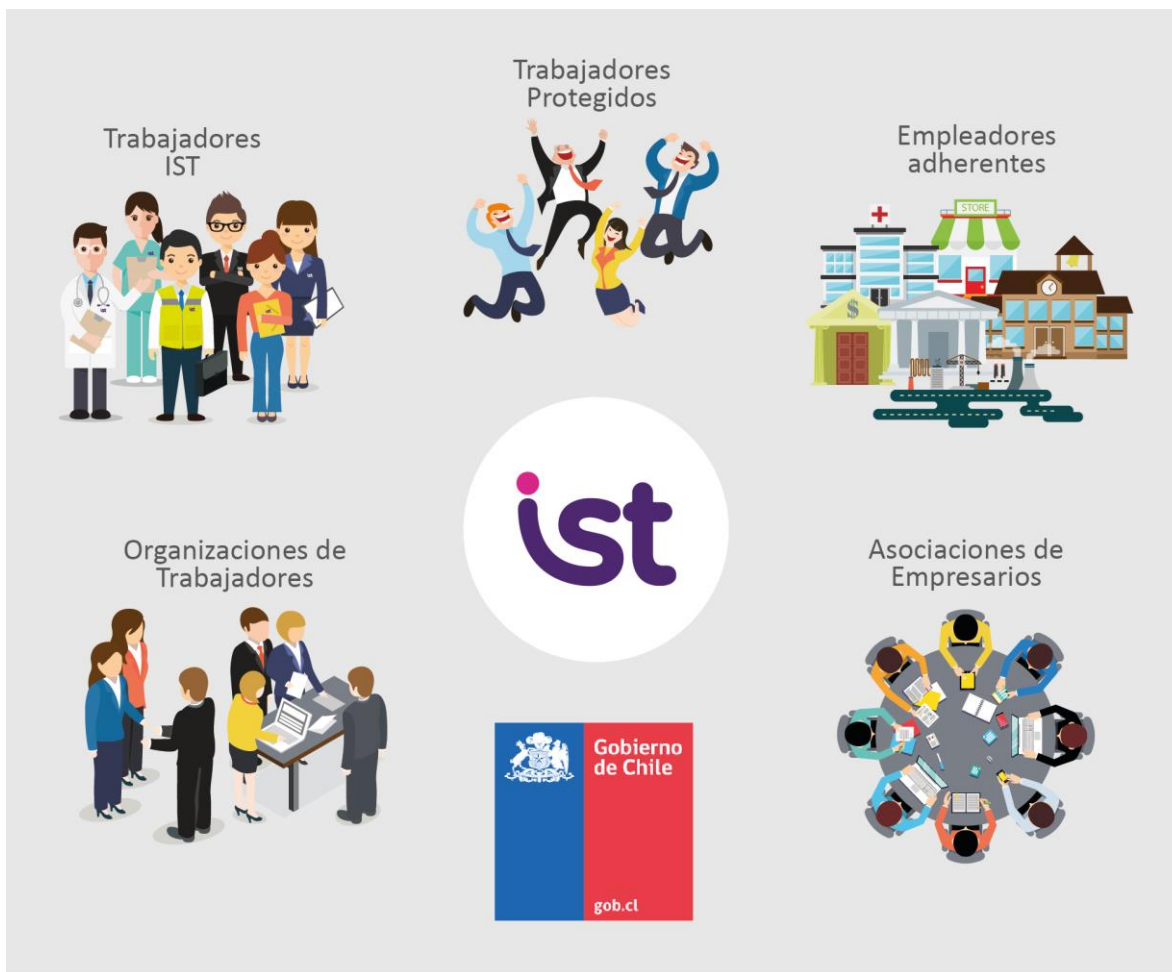 Trabajadores
Protegidos
Trabajadores
IST
Empleadores
adherentes
STORE
$
ist
Organizaciones de
Trabajadores
Asociaciones de
Empresarios
Gobierno
de Chile
gob.cl